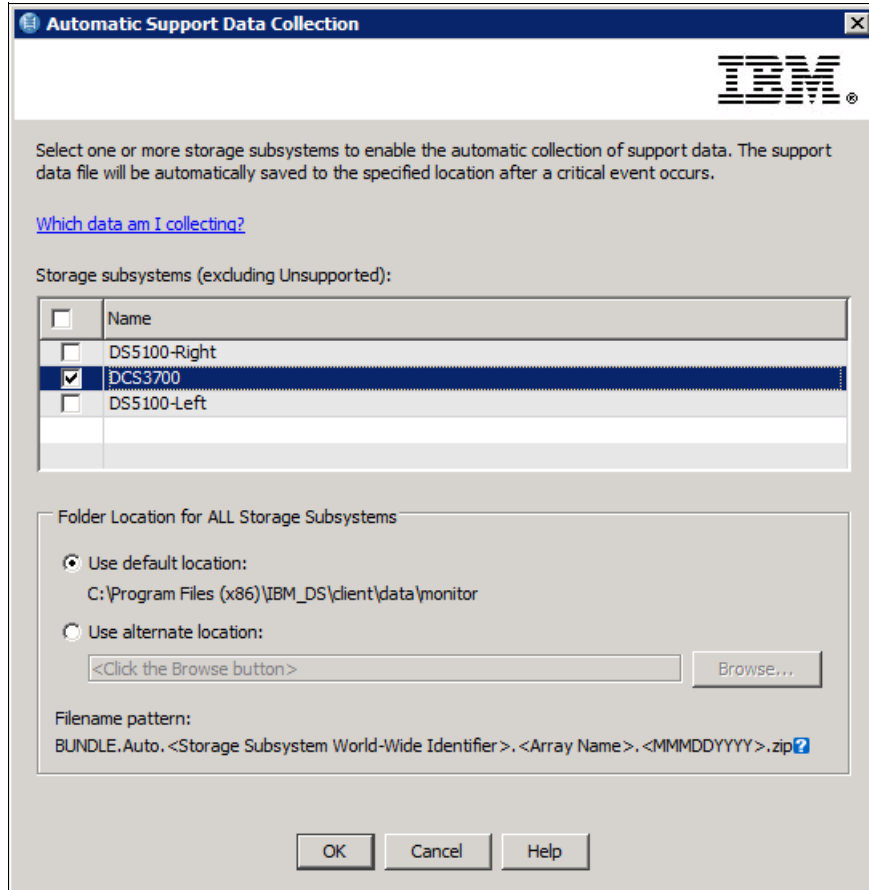 Automatic Support Data Collection
IBM®
Select one or more storage subsystems to enable the automatic collection of support data. The support
data file will be automatically saved to the specified location after a critical event occurs.
Which data am I collecting?
Storage subsystems (excluding Unsupported):
Name
DS5100-Right
DCS3700
DS5100-Left
Folder Location for ALL Storage Subsystems
Use default location:
C:\Program Files (x86)\IBM_DS\client\data\monitor
Use alternate location:
<Click the Browse button>
Browse...
Filename pattern:
BUNDLE.Auto.<Storage Subsystem World-Wide Identifier>.<Array Name>.<MMMDDYYYY>.zip?
OK Cancel Help